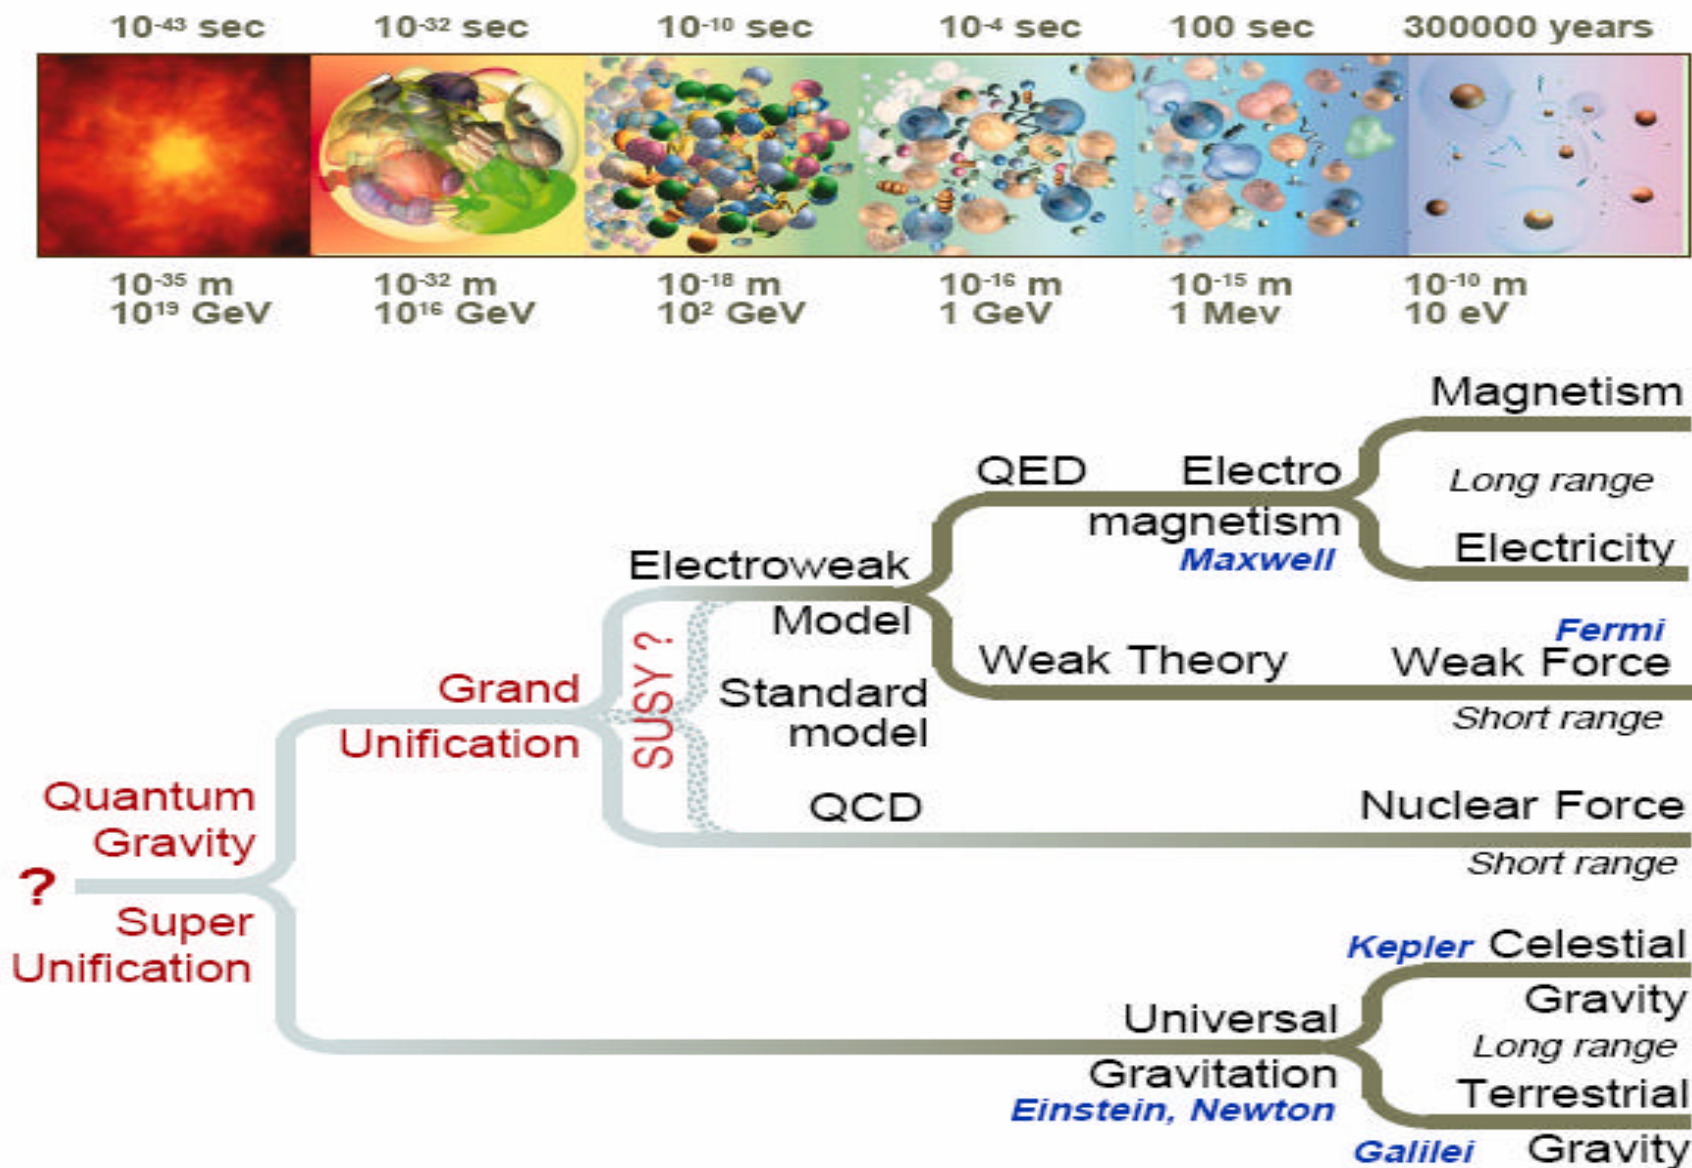 10⁻⁴³ sec 10⁻³² sec 10⁻¹⁰ sec 10⁻⁴ sec 100 sec 300000 years
10⁻³⁵ m 10⁻³² m 10⁻¹⁸ m 10⁻¹⁶ m 10⁻¹⁵ m 10⁻¹⁰ m
10¹⁹ GeV 10¹⁶ GeV 10² GeV 1 GeV 1 Mev 10 eV
Magnetism
QED Electro
Long range
magnetism
Maxwell
Electricity
Electroweak
Model
Fermi
Weak Theory Weak Force
Short range
SUSY ?
Grand
Unification
Standard
model
Quantum
Gravity
QCD Nuclear Force
Short range
?
Super
Unification
Kepler Celestial
Gravity
Universal
Long range
Gravitation
Terrestrial
Einstein, Newton
Galilei Gravity